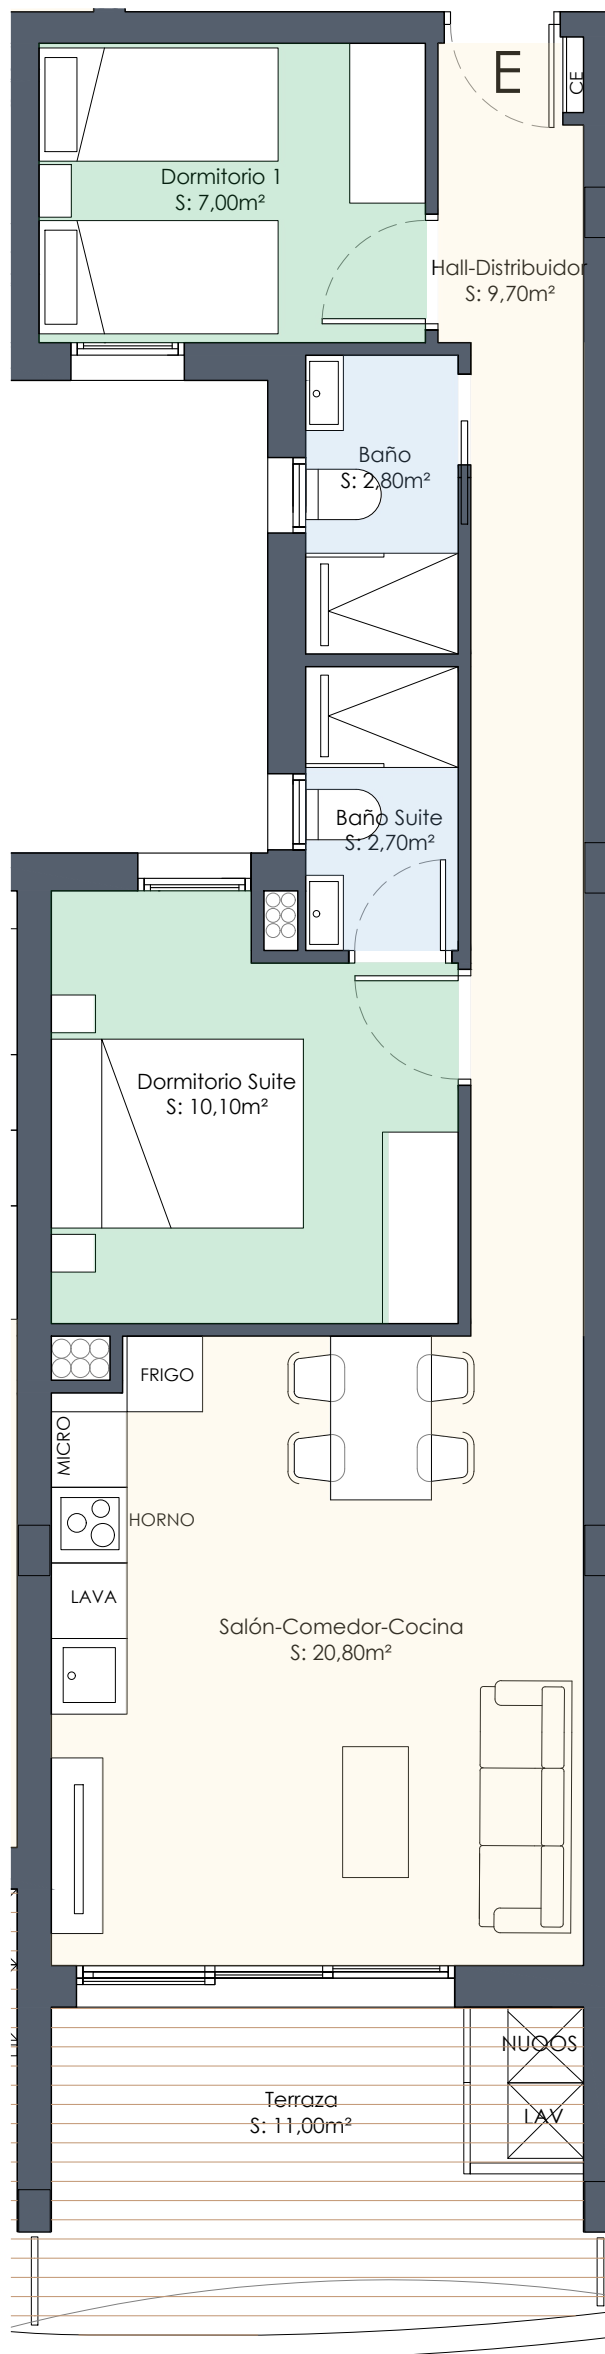 E
CE
Dormitorio 1
S: 7,00m²
Hall-Distribuidor
S: 9,70m²
Baño
S: 2,80m²
Baño Suite
S: 2,70m²
Dormitorio Suite
S: 10,10m²
FRIGO
MICRO
HORNO
LAVA
Salón-Comedor-Cocina
S: 20,80m²
NUOOS
LAV
Terraza
S: 11,00m²